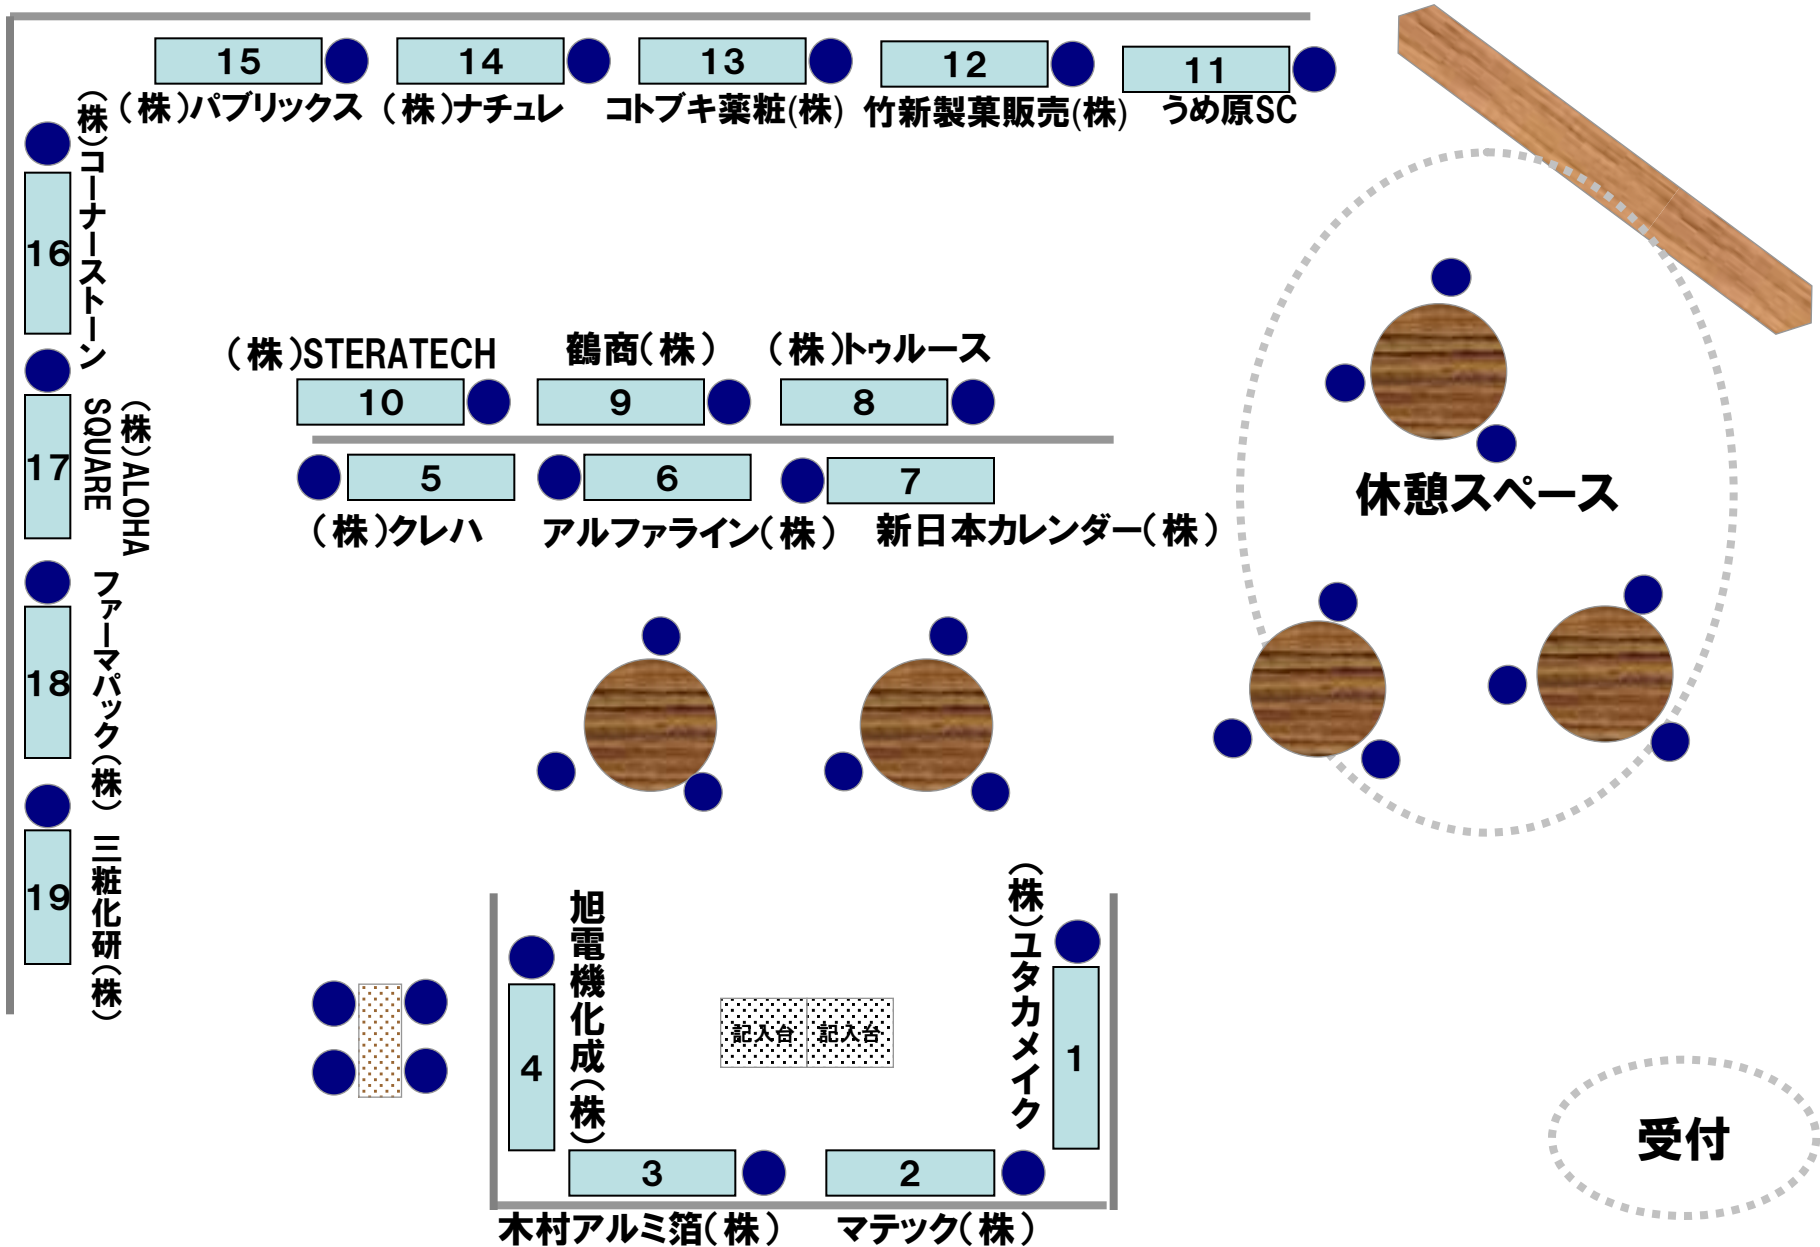 15
14
13
12
11
(株)パブリックス
(株)ナチュレ
コトブキ薬粧(株)
竹新製菓販売(株)
うめ原SC
(株)コーナーストーン
16
(株)STERATECH
鶴商(株)
(株)トゥルース
10
9
8
(株)ALOHA
SQUARE
17
5
6
7
(株)クレハ
アルファライン(株)
新日本カレンダー(株)
休憩スペース
ファーマパック(株)
18
三粧化研(株)
19
旭電機化成(株)
4
記入台
記入台
(株)ユタカメイク
1
3
2
木村アルミ箔(株)
マテック(株)
受付